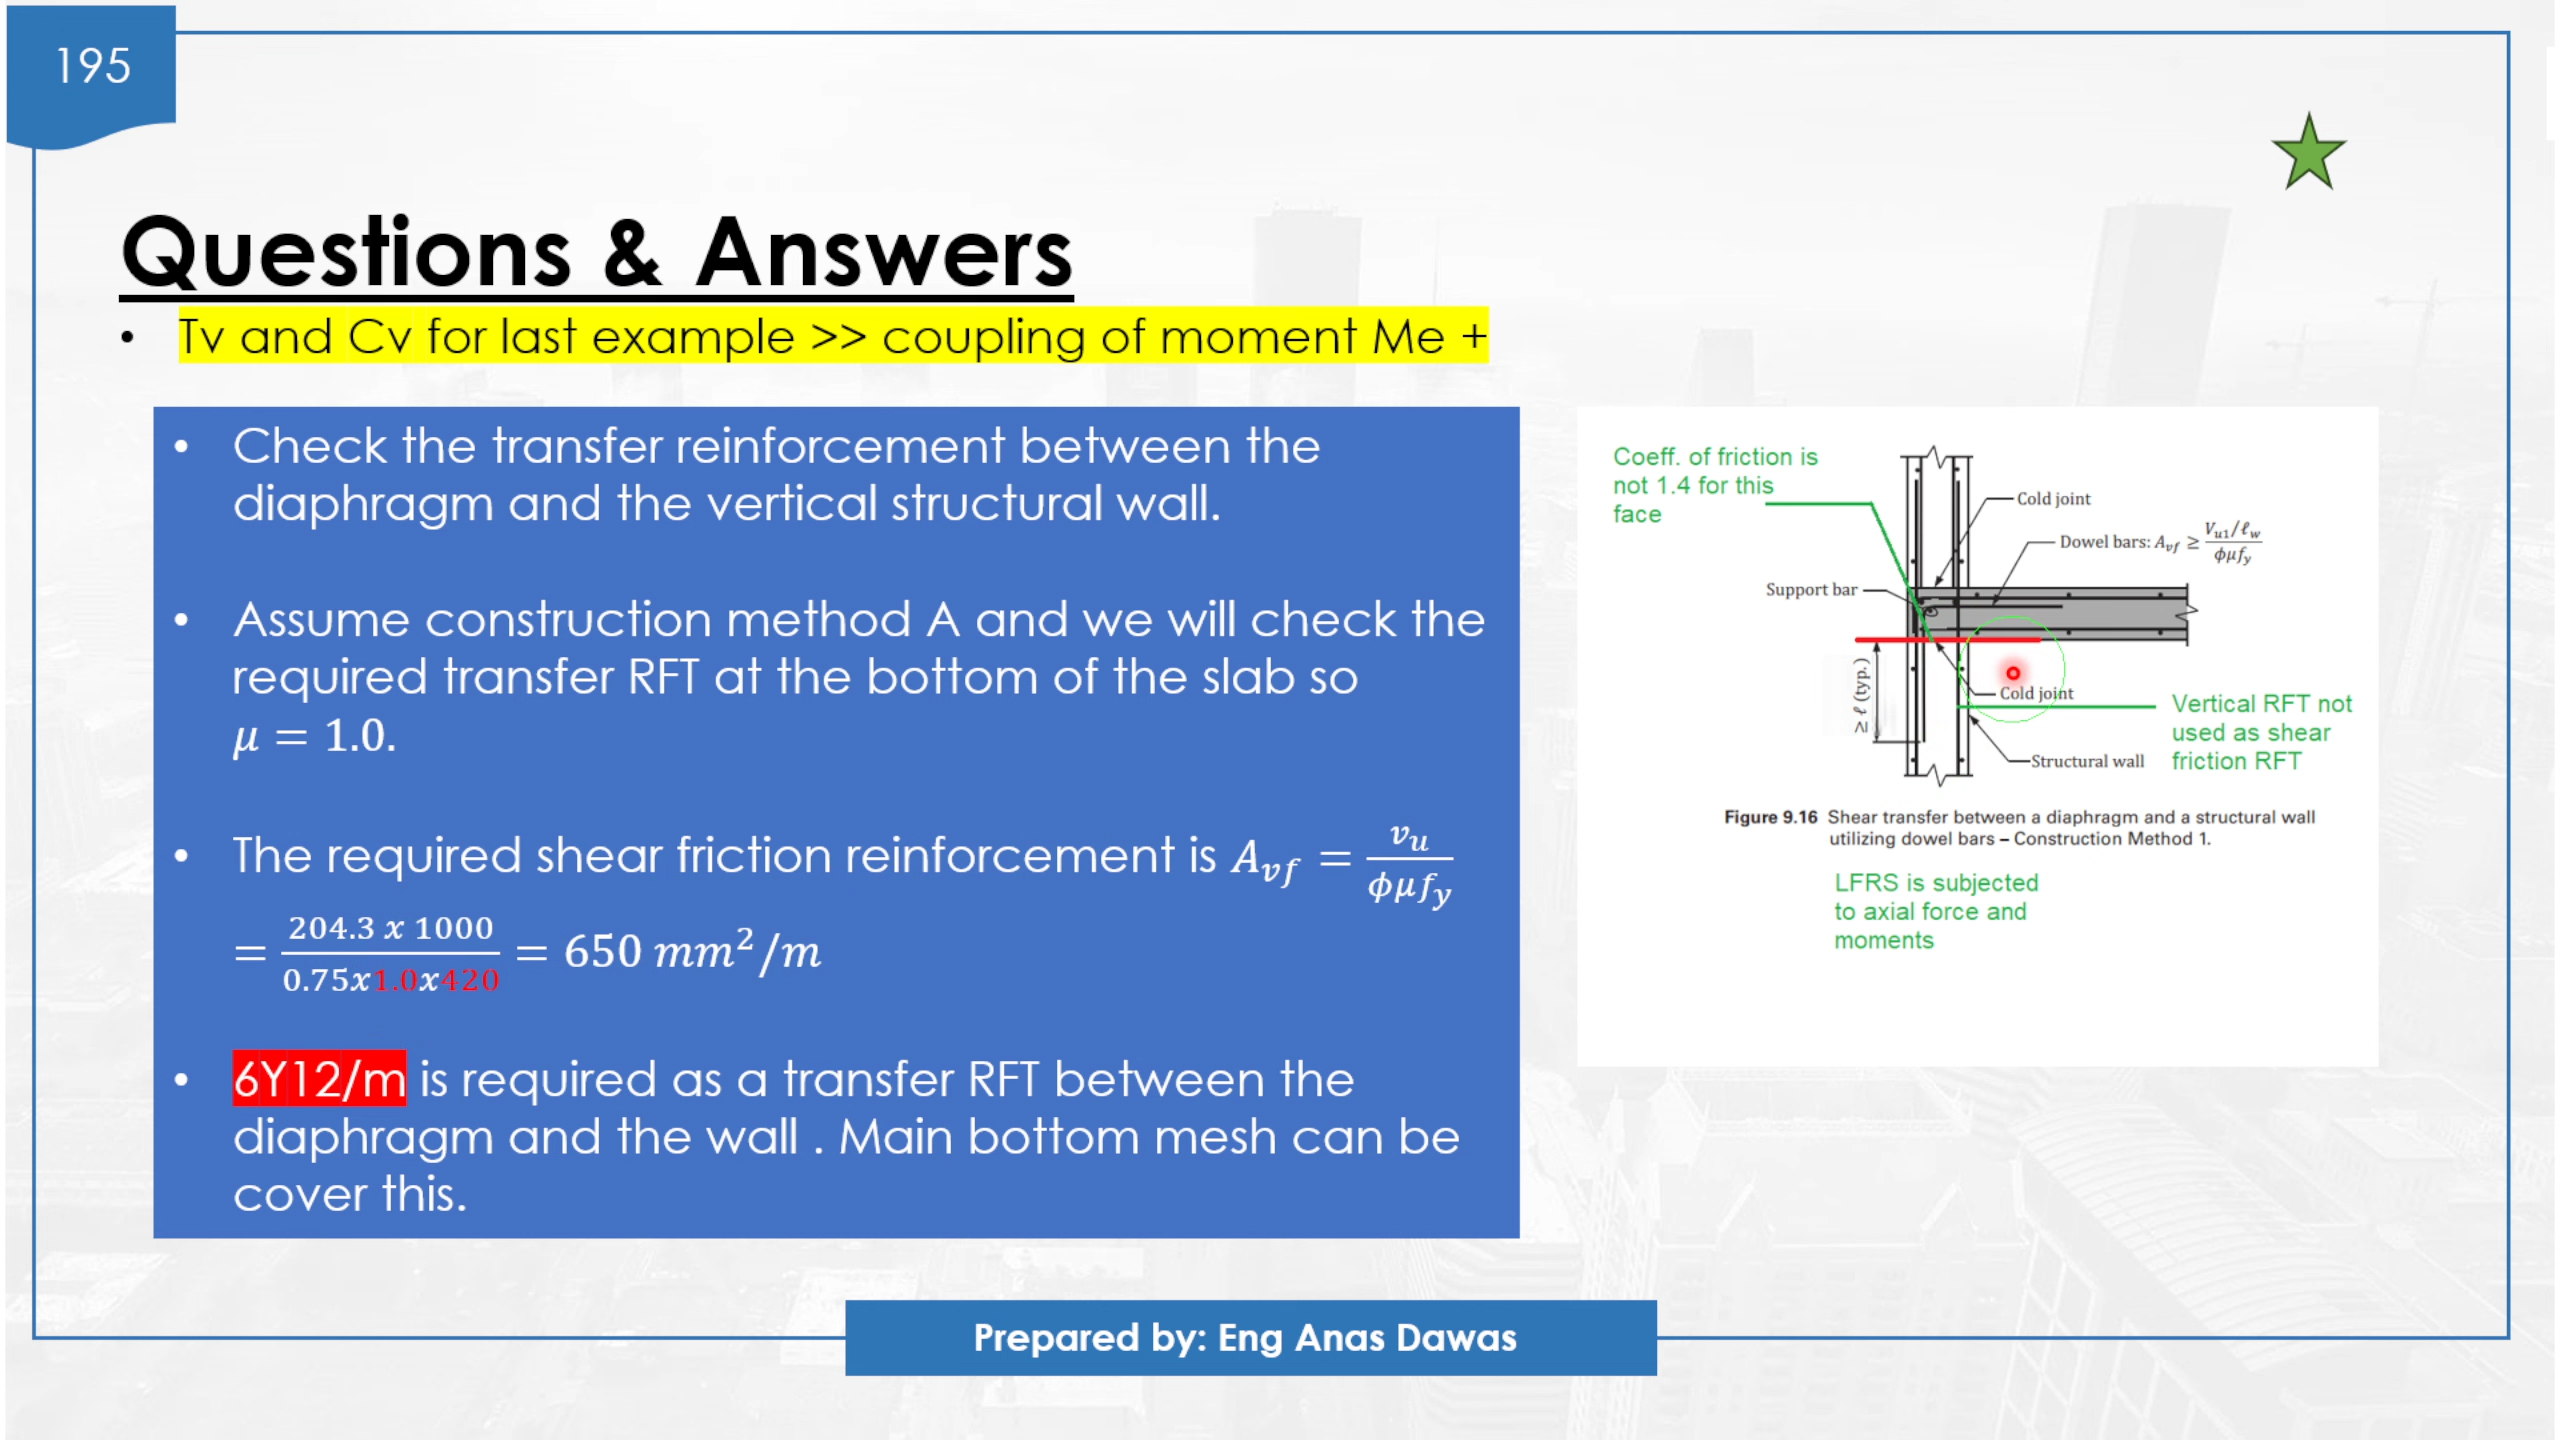 195
Questions & Answers
• Tv and Cv for last example >> coupling of moment Me +
• Check the transfer reinforcement between the
diaphragm and the vertical structural wall.
• Assume construction method A and we will check the
required transfer RFT at the bottom of the slab so
μ = 1.0.
• The required shear friction reinforcement is A_vf = v_u / ϕμf_y
= 204.3 x 1000 / 0.75x1.0x420 = 650 mm²/m
• 6Y12/m is required as a transfer RFT between the
diaphragm and the wall . Main bottom mesh can be
cover this.
Coeff. of friction is
not 1.4 for this
face
Cold joint
Dowel bars: A_vf ≥ V_u1/ℓ_w / ϕμf_y
Support bar
≥ ℓ (typ.)
Cold joint
Vertical RFT not
used as shear
friction RFT
Structural wall
Figure 9.16 Shear transfer between a diaphragm and a structural wall
utilizing dowel bars – Construction Method 1.
LFRS is subjected
to axial force and
moments
Prepared by: Eng Anas Dawas